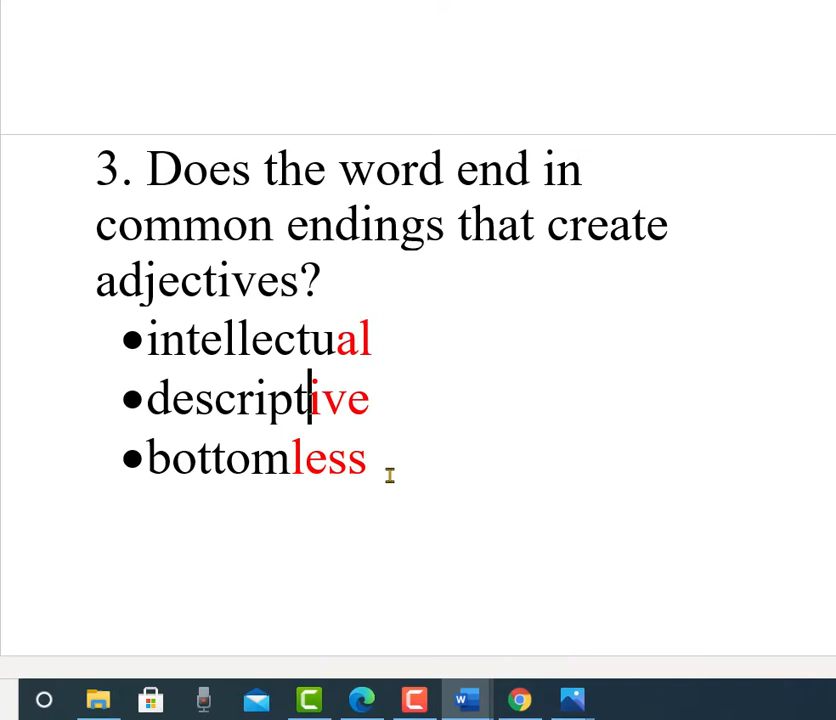 3. Does the word end in
common endings that create
adjectives?
•intellectual
•descriptive
•bottomless